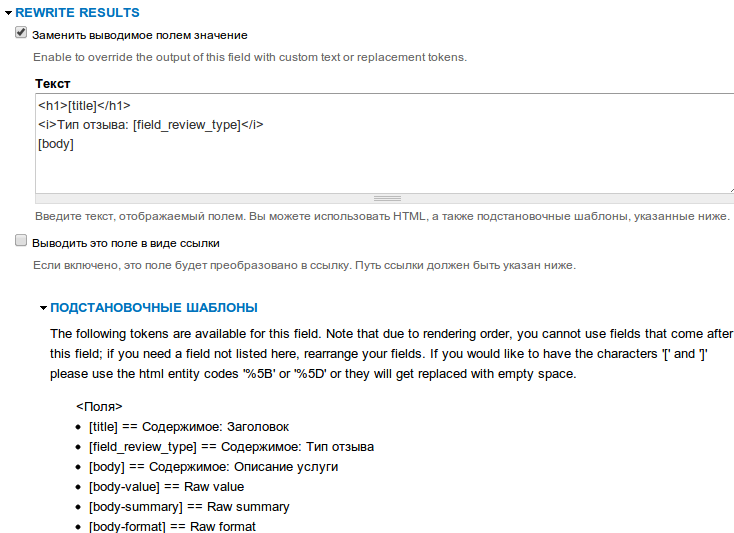 REWRITE RESULTS
Заменить выводимое полем значение
Enable to override the output of this field with custom text or replacement tokens.
Текст
<h1>[title]</h1>
<i>Тип отзыва: [field_review_type]</i>
[body]
Введите текст, отображаемый полем. Вы можете использовать HTML, а также подстановочные шаблоны, указанные ниже.
Выводить это поле в виде ссылки
Если включено, это поле будет преобразовано в ссылку. Путь ссылки должен быть указан ниже.
ПОДСТАНОВОЧНЫЕ ШАБЛОНЫ
The following tokens are available for this field. Note that due to rendering order, you cannot use fields that come after
this field; if you need a field not listed here, rearrange your fields. If you would like to have the characters '[' and ']'
please use the html entity codes '%5B' or '%5D' or they will get replaced with empty space.
<Поля>
[title] == Содержимое: Заголовок
[field_review_type] == Содержимое: Тип отзыва
[body] == Содержимое: Описание услуги
[body-value] == Raw value
[body-summary] == Raw summary
[body-format] == Raw format